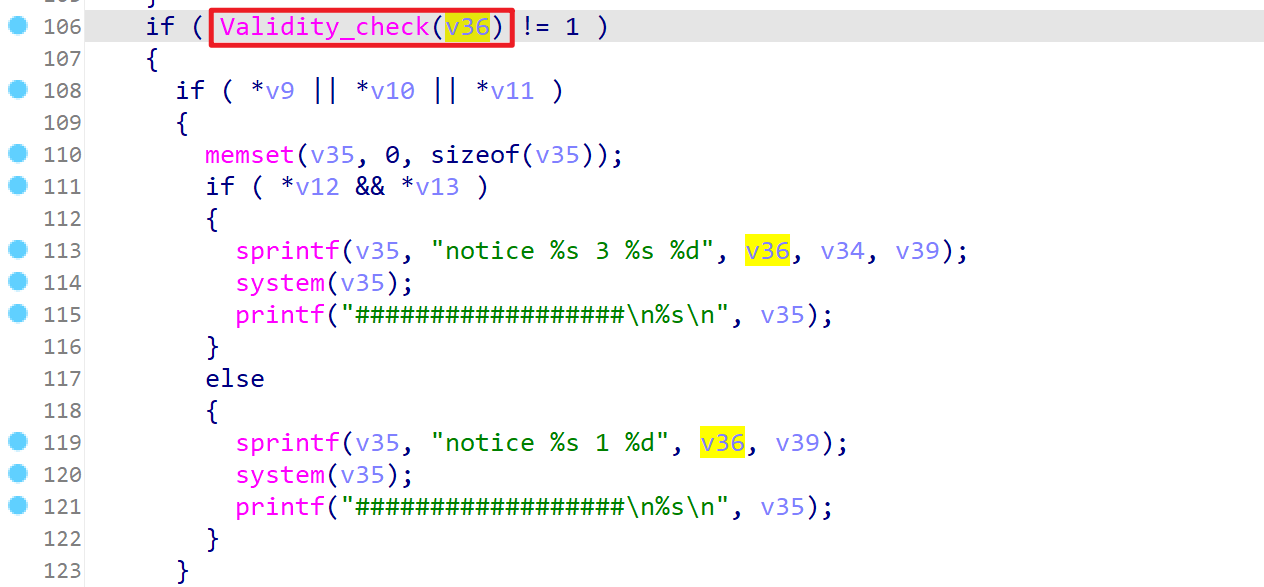 106 if ( Validity_check(v36) != 1 )
107 {
108 if ( *v9 || *v10 || *v11 )
109 {
110 memset(v35, 0, sizeof(v35));
111 if ( *v12 && *v13 )
112 {
113 sprintf(v35, "notice %s 3 %s %d", v36, v34, v39);
114 system(v35);
115 printf("##################\n%s\n", v35);
116 }
117 else
118 {
119 sprintf(v35, "notice %s 1 %d", v36, v39);
120 system(v35);
121 printf("##################\n%s\n", v35);
122 }
123 }